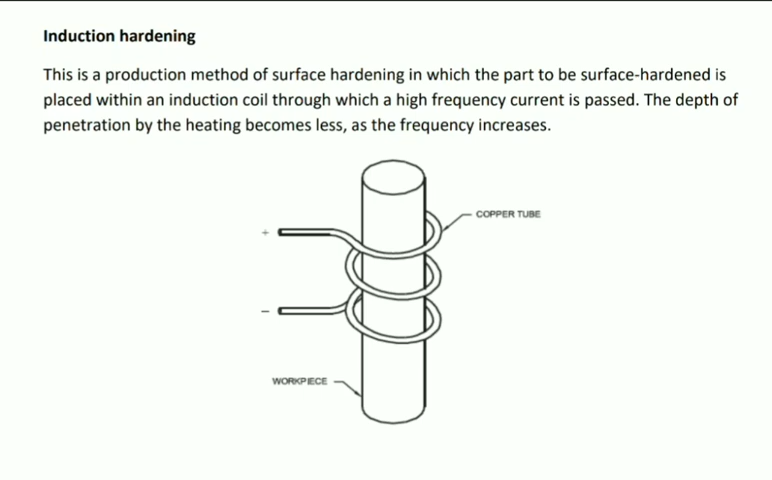 Induction hardening
This is a production method of surface hardening in which the part to be surface-hardened is
placed within an induction coil through which a high frequency current is passed. The depth of
penetration by the heating becomes less, as the frequency increases.
COPPER TUBE
+
–
WORKPIECE